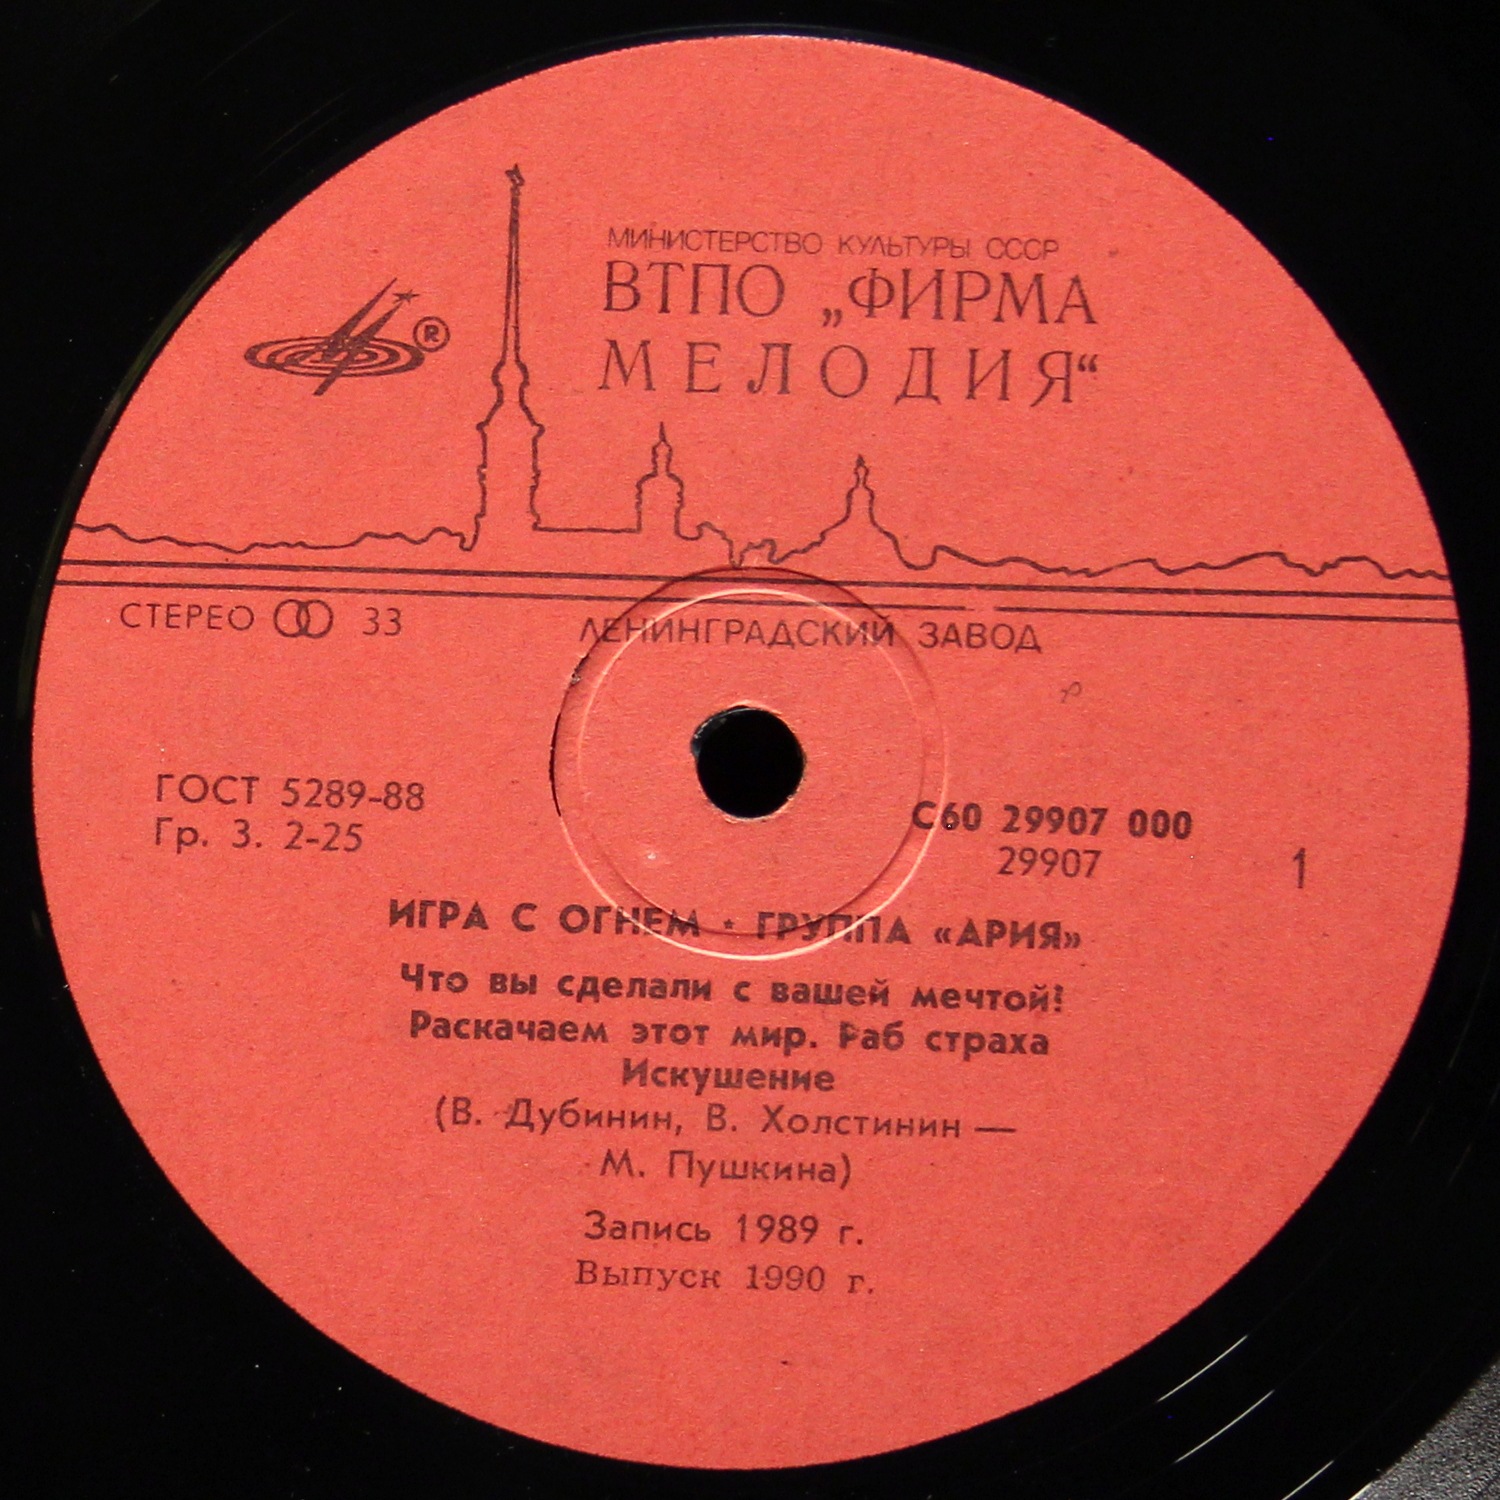 МИНИСТЕРСТВО КУЛЬТУРЫ СССР
ВТПО „ФИРМА
МЕЛОДИЯ“
®
СТЕРЕО 33
ЛЕНИНГРАДСКИЙ ЗАВОД
ГОСТ 5289-88
Гр. 3. 2-25
С60 29907 000
29907
1
ИГРА С ОГНЕМ ⋆ ГРУППА «АРИЯ»
Что вы сделали с вашей мечтой?
Раскачаем этот мир. Раб страха
Искушение
(В. Дубинин, В. Холстинин —
М. Пушкина)
Запись 1989 г.
Выпуск 1990 г.